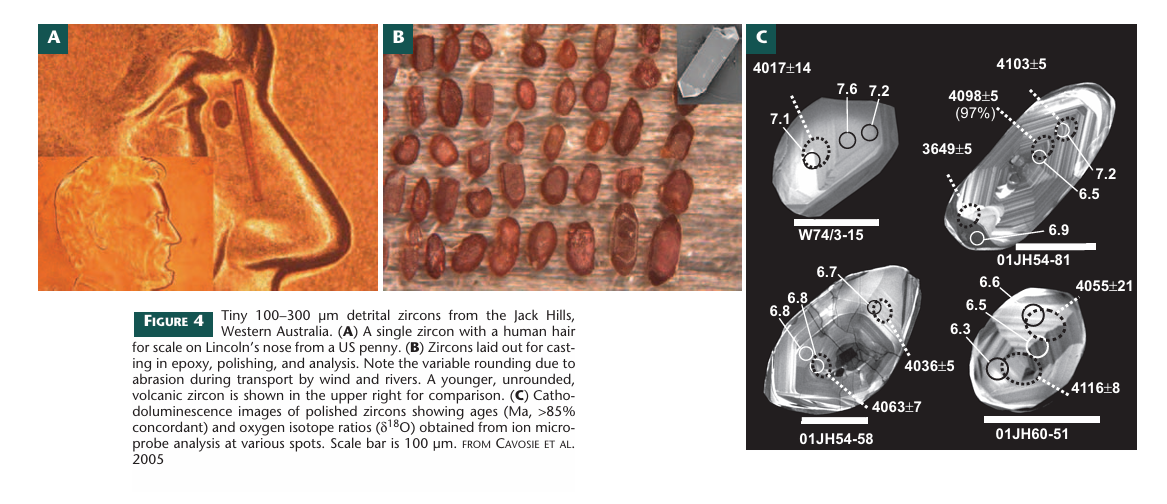 A
B
C
4017±14
7.6
7.2
7.1
W74/3-15
4103±5
4098±5
(97%)
3649±5
7.2
6.5
6.9
01JH54-81
6.7
6.8
6.8
4036±5
4063±7
01JH54-58
6.6
4055±21
6.5
6.3
4116±8
01JH60-51
FIGURE 4 Tiny 100–300 µm detrital zircons from the Jack Hills,
Western Australia. (A) A single zircon with a human hair
for scale on Lincoln's nose from a US penny. (B) Zircons laid out for cast-
ing in epoxy, polishing, and analysis. Note the variable rounding due to
abrasion during transport by wind and rivers. A younger, unrounded,
volcanic zircon is shown in the upper right for comparison. (C) Catho-
doluminescence images of polished zircons showing ages (Ma, >85%
concordant) and oxygen isotope ratios (δ¹⁸O) obtained from ion micro-
probe analysis at various spots. Scale bar is 100 µm. FROM CAVOSIE ET AL.
2005